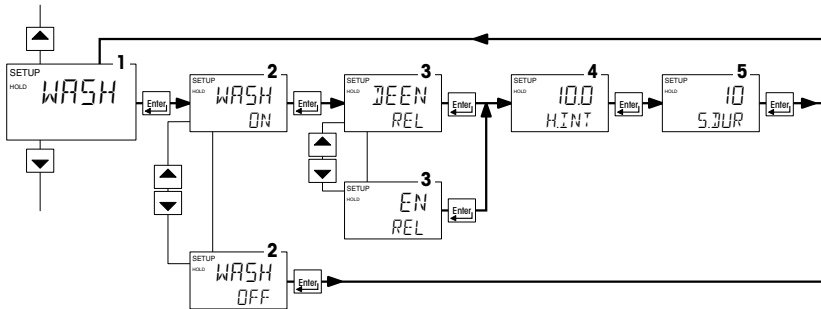 1
SETUP
HOLD
WASH
Enter
2
SETUP
HOLD
WASH
ON
Enter
3
SETUP
HOLD
DEEN
REL
Enter
4
SETUP
HOLD
10.0
H.INT
Enter
5
SETUP
HOLD
10
S.DUR
Enter
3
SETUP
HOLD
EN
REL
Enter
2
SETUP
HOLD
WASH
OFF
Enter